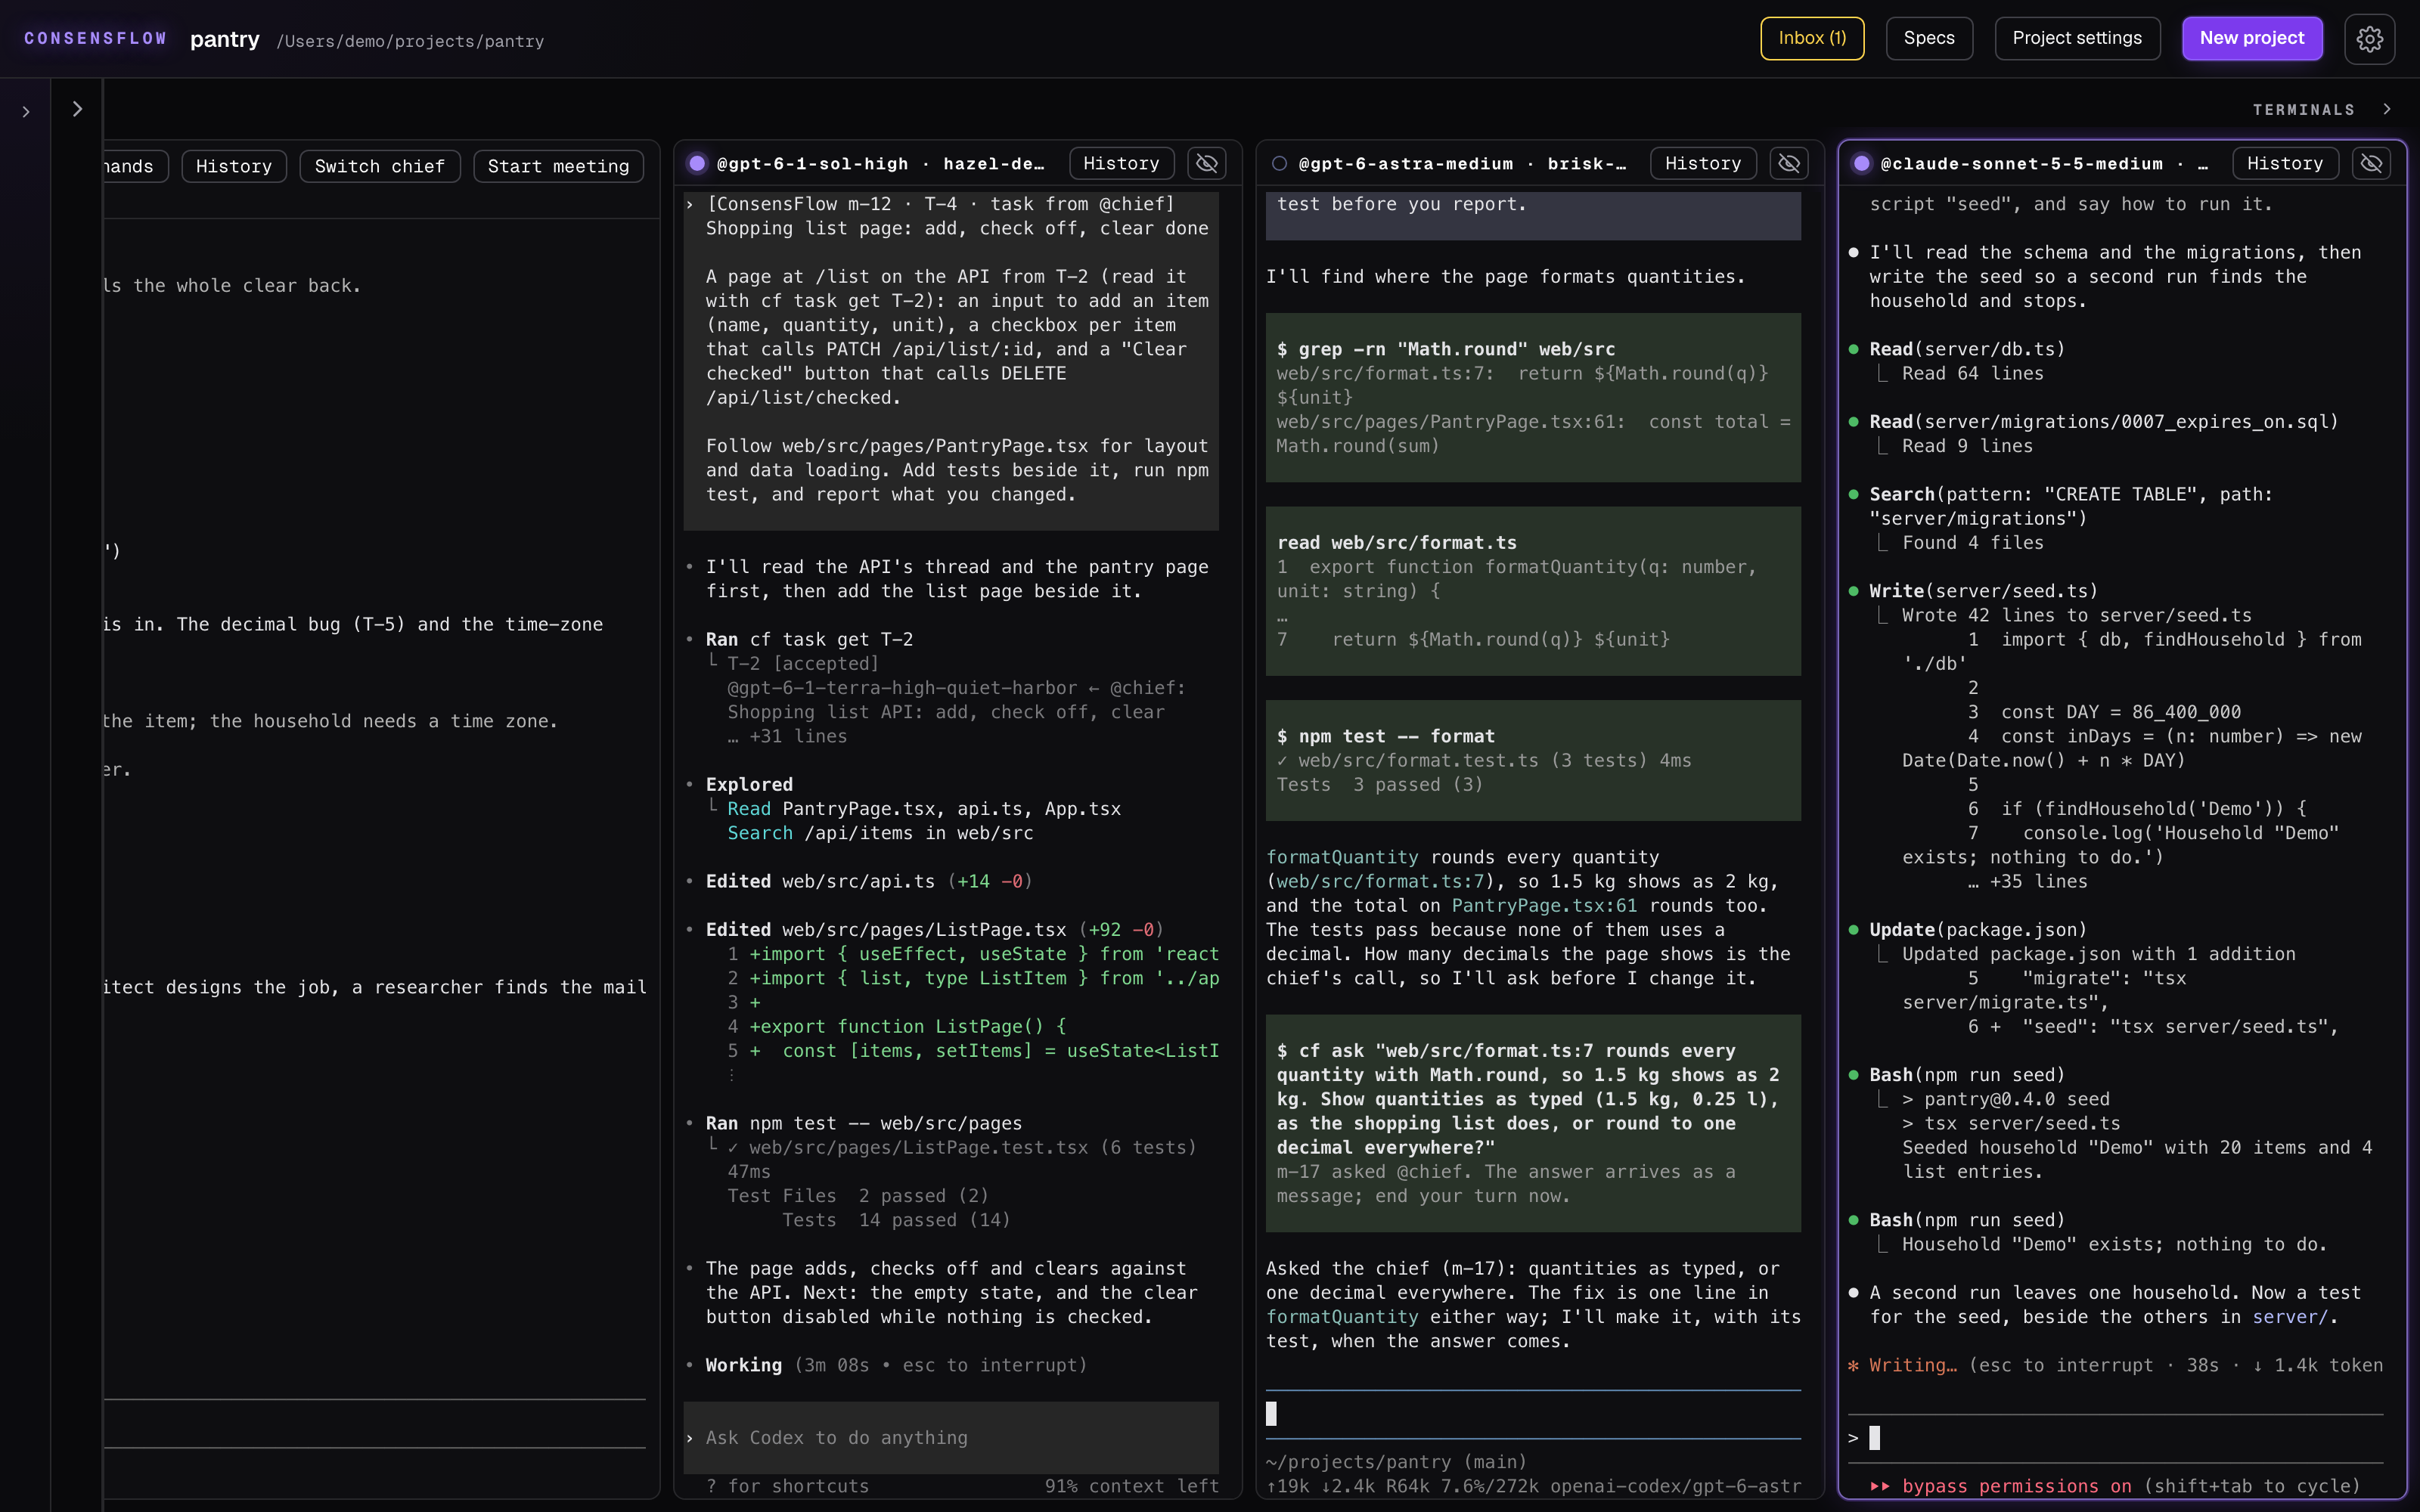 CONSENSFLOW pantry /Users/demo/projects/pantry
Inbox (1) Specs Project settings New project
TERMINALS
History Switch chief Start meeting
ls the whole clear back.
')
is in. The decimal bug (T-5) and the time-zone
the item; the household needs a time zone.
er.
itect designs the job, a researcher finds the mail
@gpt-6-1-sol-high · hazel-de… History
› [ConsensFlow m-12 · T-4 · task from @chief]
Shopping list page: add, check off, clear done
A page at /list on the API from T-2 (read it
with cf task get T-2): an input to add an item
(name, quantity, unit), a checkbox per item
that calls PATCH /api/list/:id, and a "Clear
checked" button that calls DELETE
/api/list/checked.
Follow web/src/pages/PantryPage.tsx for layout
and data loading. Add tests beside it, run npm
test, and report what you changed.
• I'll read the API's thread and the pantry page
first, then add the list page beside it.
• Ran cf task get T-2
└ T-2 [accepted]
@gpt-6-1-terra-high-quiet-harbor ← @chief:
Shopping list API: add, check off, clear
… +31 lines
• Explored
└ Read PantryPage.tsx, api.ts, App.tsx
Search /api/items in web/src
• Edited web/src/api.ts (+14 -0)
• Edited web/src/pages/ListPage.tsx (+92 -0)
1 +import { useEffect, useState } from 'react
2 +import { list, type ListItem } from '../ap
3 +
4 +export function ListPage() {
5 +  const [items, setItems] = useState<ListI
⋮
• Ran npm test -- web/src/pages
└ ✓ web/src/pages/ListPage.test.tsx (6 tests)
47ms
Test Files  2 passed (2)
Tests  14 passed (14)
• The page adds, checks off and clears against
the API. Next: the empty state, and the clear
button disabled while nothing is checked.
• Working (3m 08s • esc to interrupt)
› Ask Codex to do anything
? for shortcuts 91% context left
@gpt-6-astra-medium · brisk-… History
test before you report.
I'll find where the page formats quantities.
$ grep -rn "Math.round" web/src
web/src/format.ts:7:  return ${Math.round(q)}
${unit}
web/src/pages/PantryPage.tsx:61:  const total =
Math.round(sum)
read web/src/format.ts
1  export function formatQuantity(q: number,
unit: string) {
…
7    return ${Math.round(q)} ${unit}
$ npm test -- format
✓ web/src/format.test.ts (3 tests) 4ms
Tests  3 passed (3)
formatQuantity rounds every quantity
(web/src/format.ts:7), so 1.5 kg shows as 2 kg,
and the total on PantryPage.tsx:61 rounds too.
The tests pass because none of them uses a
decimal. How many decimals the page shows is the
chief's call, so I'll ask before I change it.
$ cf ask "web/src/format.ts:7 rounds every
quantity with Math.round, so 1.5 kg shows as 2
kg. Show quantities as typed (1.5 kg, 0.25 l),
as the shopping list does, or round to one
decimal everywhere?"
m-17 asked @chief. The answer arrives as a
message; end your turn now.
Asked the chief (m-17): quantities as typed, or
one decimal everywhere. The fix is one line in
formatQuantity either way; I'll make it, with its
test, when the answer comes.
~/projects/pantry (main)
↑19k ↓2.4k R64k 7.6%/272k openai-codex/gpt-6-astr
@claude-sonnet-5-5-medium · … History
script "seed", and say how to run it.
● I'll read the schema and the migrations, then
write the seed so a second run finds the
household and stops.
● Read(server/db.ts)
⎿ Read 64 lines
● Read(server/migrations/0007_expires_on.sql)
⎿ Read 9 lines
● Search(pattern: "CREATE TABLE", path:
"server/migrations")
⎿ Found 4 files
● Write(server/seed.ts)
⎿ Wrote 42 lines to server/seed.ts
1  import { db, findHousehold } from
'./db'
2
3  const DAY = 86_400_000
4  const inDays = (n: number) => new
Date(Date.now() + n * DAY)
5
6  if (findHousehold('Demo')) {
7    console.log('Household "Demo"
exists; nothing to do.')
… +35 lines
● Update(package.json)
⎿ Updated package.json with 1 addition
5    "migrate": "tsx
server/migrate.ts",
6 +  "seed": "tsx server/seed.ts",
● Bash(npm run seed)
⎿ > pantry@0.4.0 seed
> tsx server/seed.ts
Seeded household "Demo" with 20 items and 4
list entries.
● Bash(npm run seed)
⎿ Household "Demo" exists; nothing to do.
● A second run leaves one household. Now a test
for the seed, beside the others in server/.
✻ Writing… (esc to interrupt · 38s · ↓ 1.4k token
>
⏵⏵ bypass permissions on (shift+tab to cycle)